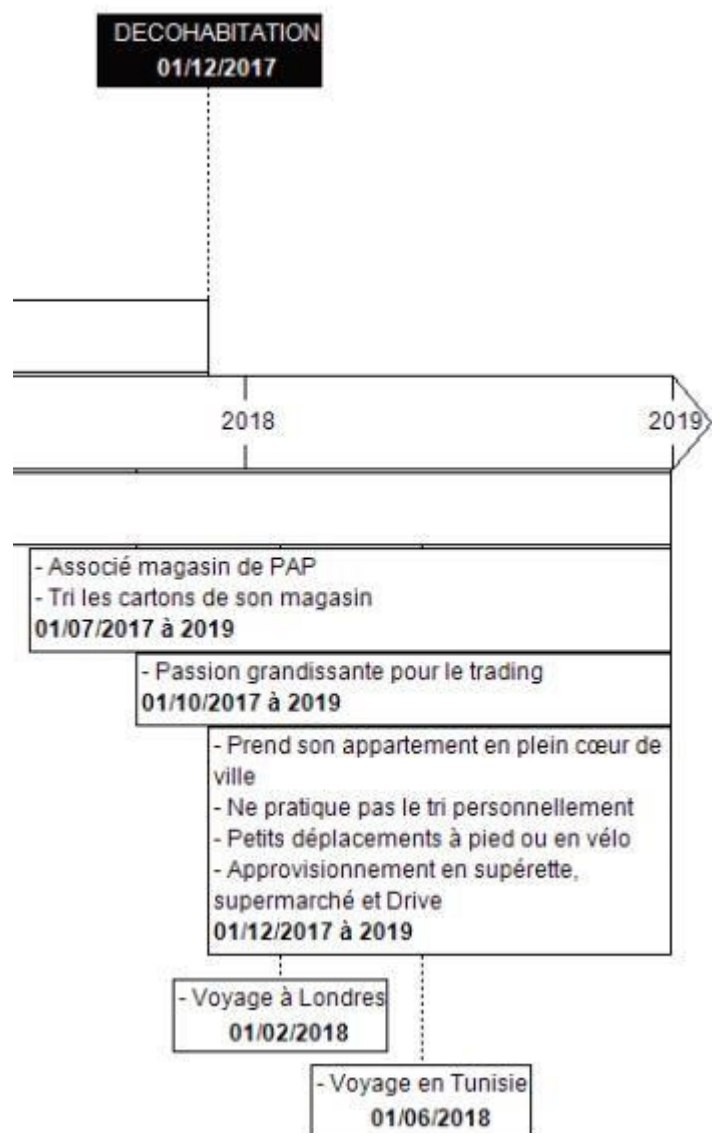 DECOHABITATION
01/12/2017
2018
2019
- Associé magasin de PAP
- Tri les cartons de son magasin
01/07/2017 à 2019
- Passion grandissante pour le trading
01/10/2017 à 2019
- Prend son appartement en plein cœur de
ville
- Ne pratique pas le tri personnellement
- Petits déplacements à pied ou en vélo
- Approvisionnement en supérette,
supermarché et Drive
01/12/2017 à 2019
- Voyage à Londres
01/02/2018
- Voyage en Tunisie
01/06/2018